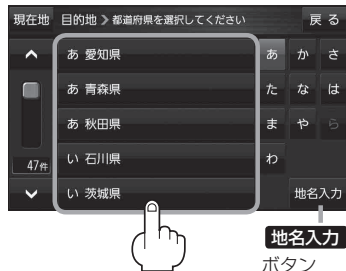 現在地 目的地 ❯ 都道府県を選択してください 戻る
あ 愛知県 あ か さ
あ 青森県 た な は
あ 秋田県 ま や ら
47件 い 石川県 わ
い 茨城県 地名入力
地名入力
ボタン